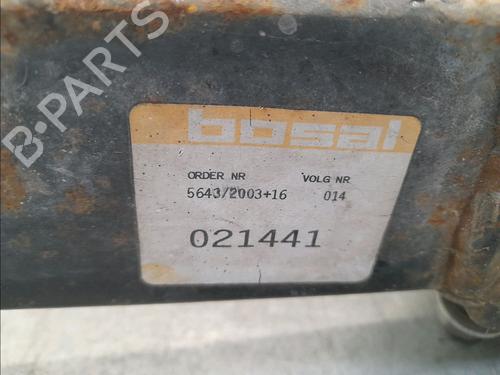 B-PARTS
bosal
ORDER NR VOLG NR
5643/2003+16 014
021441